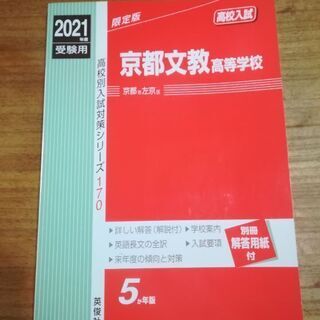 2021年度
受験用
高校別入試対策シリーズ170
英俊社
限定版
高校入試
京都文教高等学校
京都市左京区
▶詳しい解答(解説付)
▶学校案内
▶英語長文の全訳
▶入試要項
▶来年度の傾向と対策
別冊
解答用紙
付
5か年版